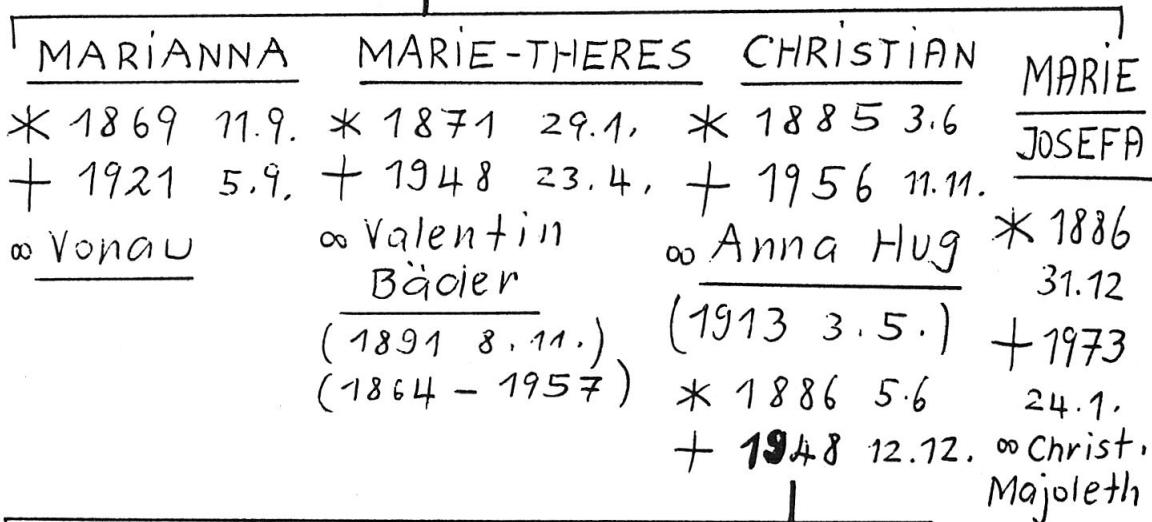 MARIANNA
* 1869 11.9.
+ 1921 5.9.
∞ Vonau
MARIE-THERES
* 1871 29.1.
+ 1948 23.4.
∞ Valentin
Bäder
(1891 8.11.)
(1864 - 1957)
CHRISTIAN
* 1885 3.6
+ 1956 11.11.
∞ Anna Hug
(1913 3.5.)
* 1886 5.6
+ 1948 12.12.
MARIE
JOSEFA
* 1886
31.12
+ 1973
24.1.
∞ Christ.
Majoleth